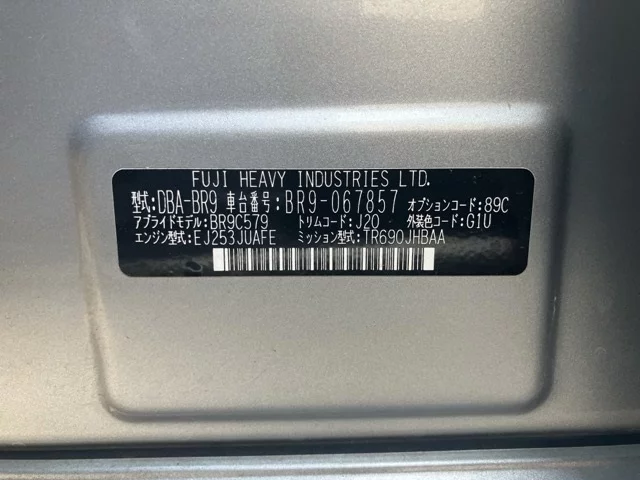 FUJI HEAVY INDUSTRIES LTD.
型式:DBA-BR9 車台番号:BR9-067857 オプションコード:89C
アプライドモデル:BR9C579 トリムコード:J20 外装色コード:G1U
エンジン型式:EJ253JUAFE ミッション型式:TR690JHBAA